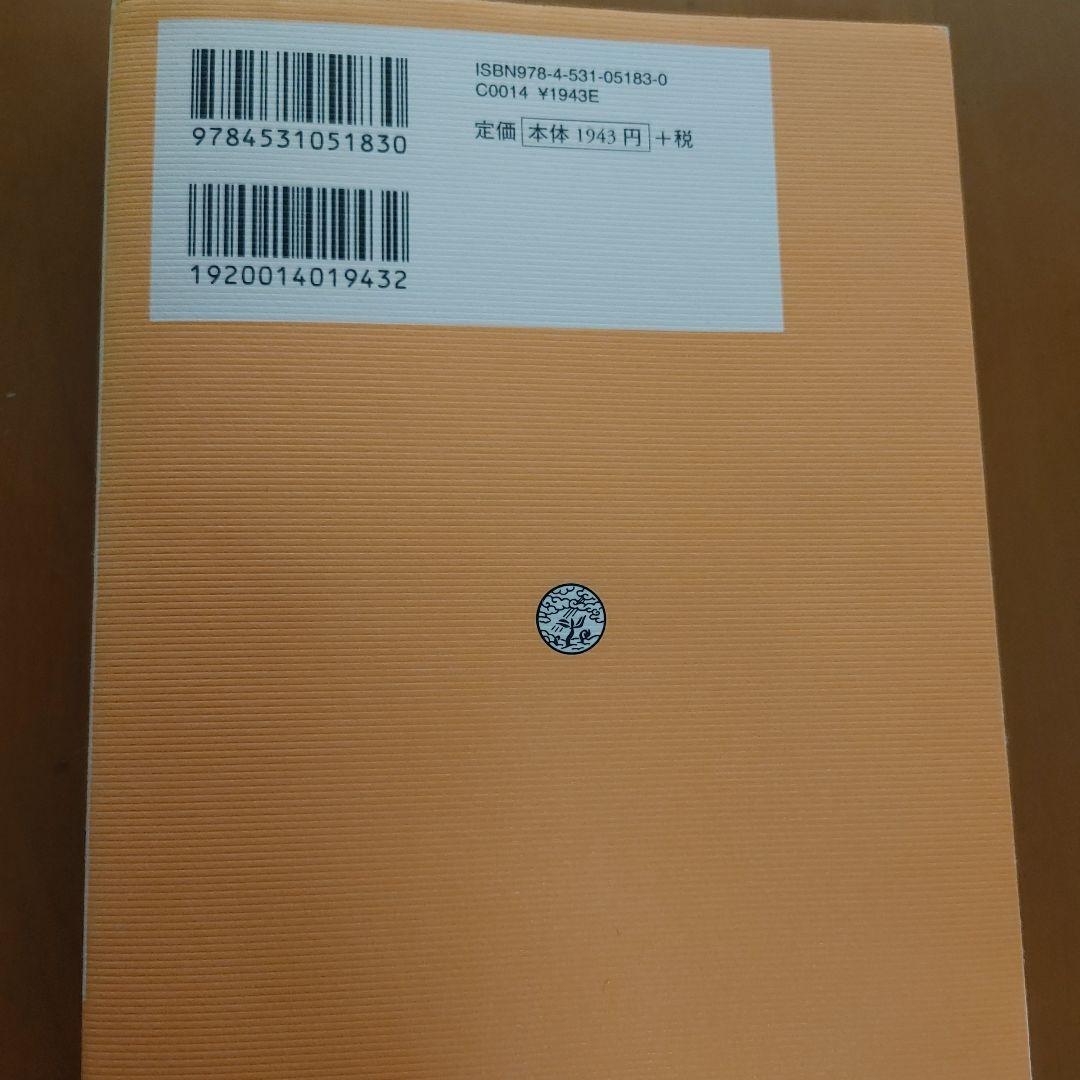 9784531051830
1920014019432
ISBN978-4-531-05183-0
C0014 ¥1943E
定価 本体 1943 円 +税